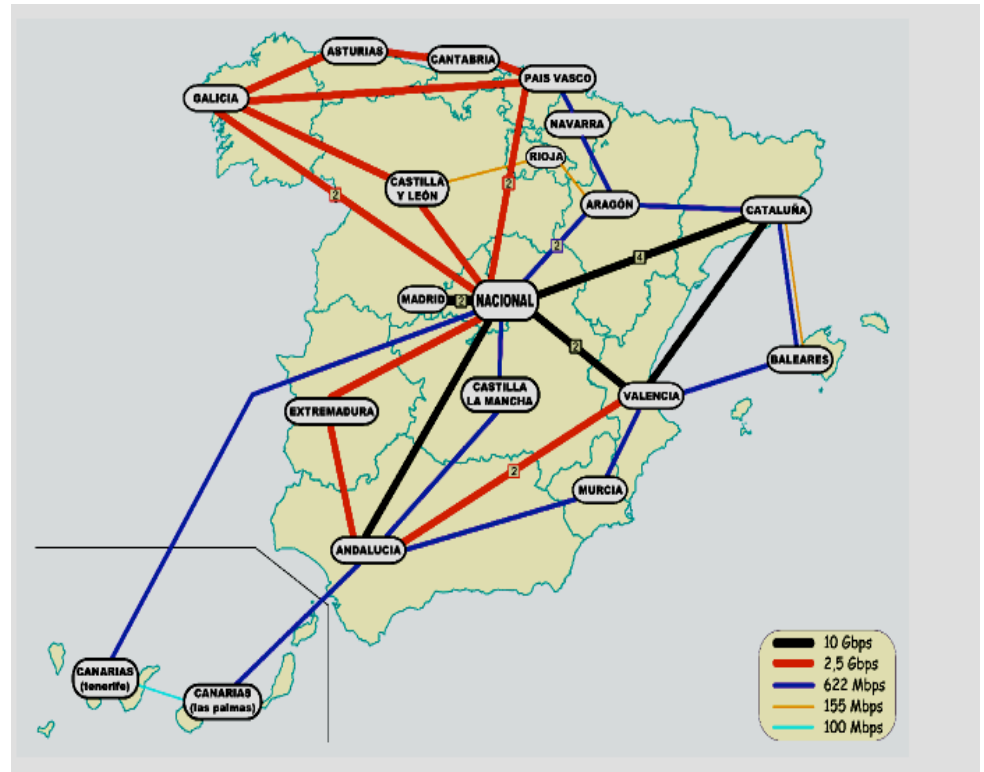 ASTURIAS
CANTABRIA
PAIS VASCO
GALICIA
NAVARRA
RIOJA
CASTILLA
Y LEÓN
2
2
ARAGÓN
CATALUÑA
2
4
MADRID
2
NACIONAL
2
BALEARES
CASTILLA
LA MANCHA
VALENCIA
EXTREMADURA
2
MURCIA
ANDALUCIA
CANARIAS
(tenerife)
CANARIAS
(las palmas)
10 Gbps
2,5 Gbps
622 Mbps
155 Mbps
100 Mbps